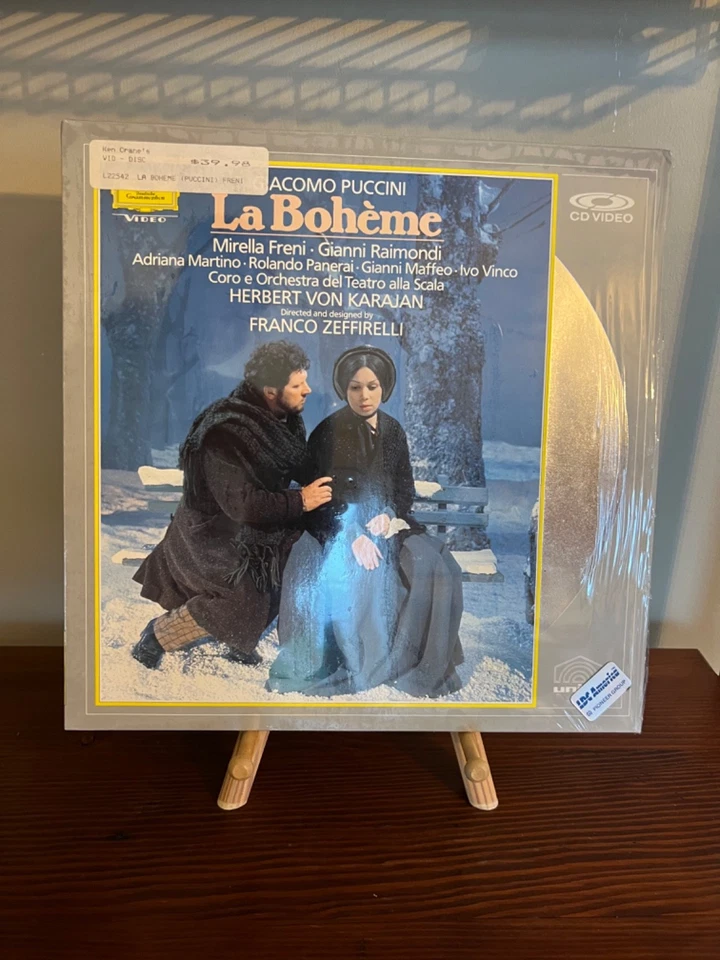 Ken Crane's
VID - DISC
$39.98
L22542 LA BOHEME (PUCCINI) FRENI
Deutsche
Grammophon
VIDEO
GIACOMO PUCCINI
La Bohème
Mirella Freni · Gianni Raimondi
Adriana Martino · Rolando Panerai · Gianni Maffeo · Ivo Vinco
Coro e Orchestra del Teatro alla Scala
HERBERT VON KARAJAN
Directed and designed by
FRANCO ZEFFIRELLI
CD VIDEO
LDC America
PIONEER GROUP